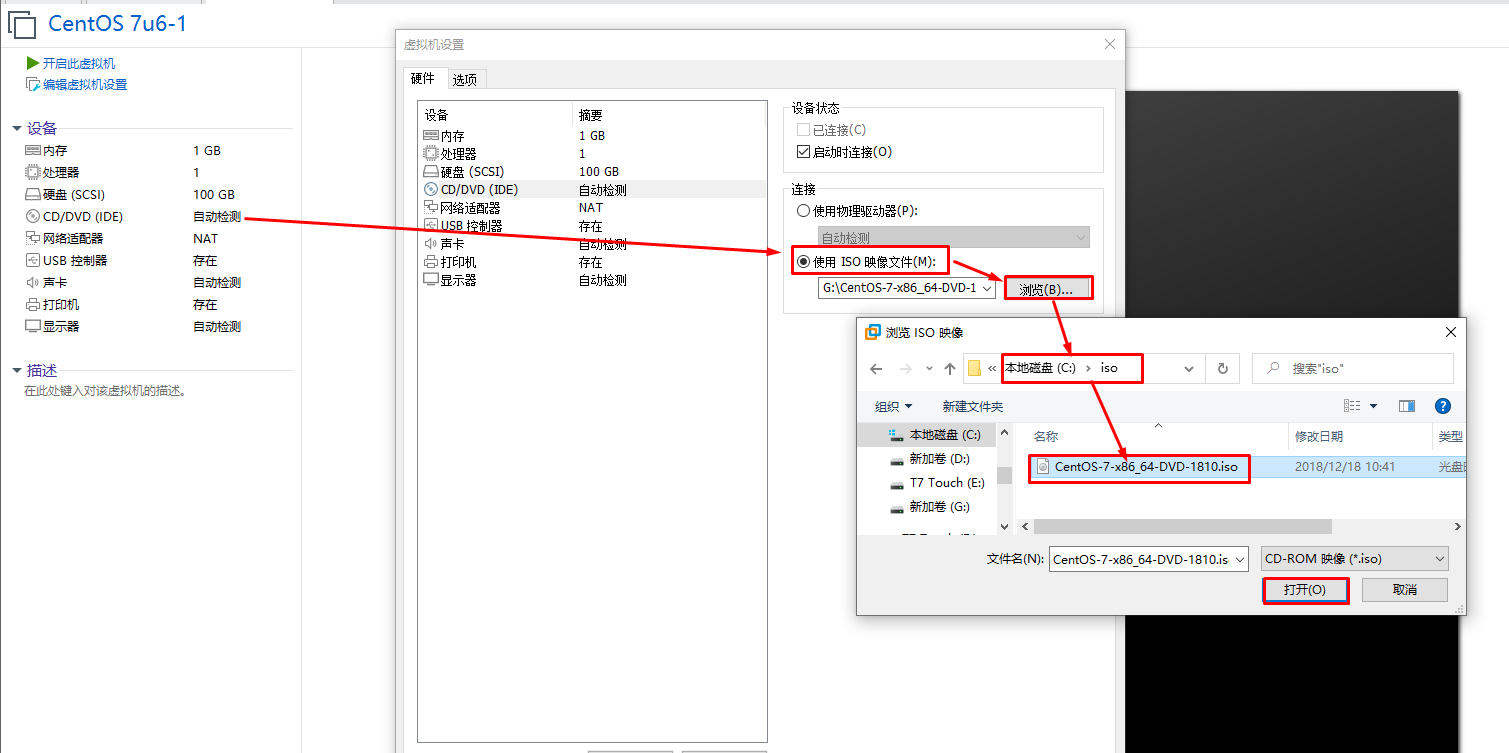 CentOS 7u6-1
开启此虚拟机
编辑虚拟机设置
设备
内存 1 GB
处理器 1
硬盘 (SCSI) 100 GB
CD/DVD (IDE) 自动检测
网络适配器 NAT
USB 控制器 存在
声卡 自动检测
打印机 存在
显示器 自动检测
描述
在此处键入对该虚拟机的描述。
虚拟机设置
硬件 选项
设备 摘要
内存 1 GB
处理器 1
硬盘 (SCSI) 100 GB
CD/DVD (IDE) 自动检测
网络适配器 NAT
USB 控制器 存在
声卡 自动检测
打印机 存在
显示器 自动检测
设备状态
已连接(C)
启动时连接(O)
连接
使用物理驱动器(P):
自动检测
使用 ISO 映像文件(M):
G:\CentOS-7-x86_64-DVD-1 浏览(B)...
浏览 ISO 映像
« 本地磁盘 (C:) › iso 搜索"iso"
组织 新建文件夹
本地磁盘 (C:)
新加卷 (D:)
T7 Touch (E:)
新加卷 (G:)
名称 修改日期 类型
CentOS-7-x86_64-DVD-1810.iso 2018/12/18 10:41 光盘
文件名(N): CentOS-7-x86_64-DVD-1810.is CD-ROM 映像 (*.iso)
打开(O) 取消